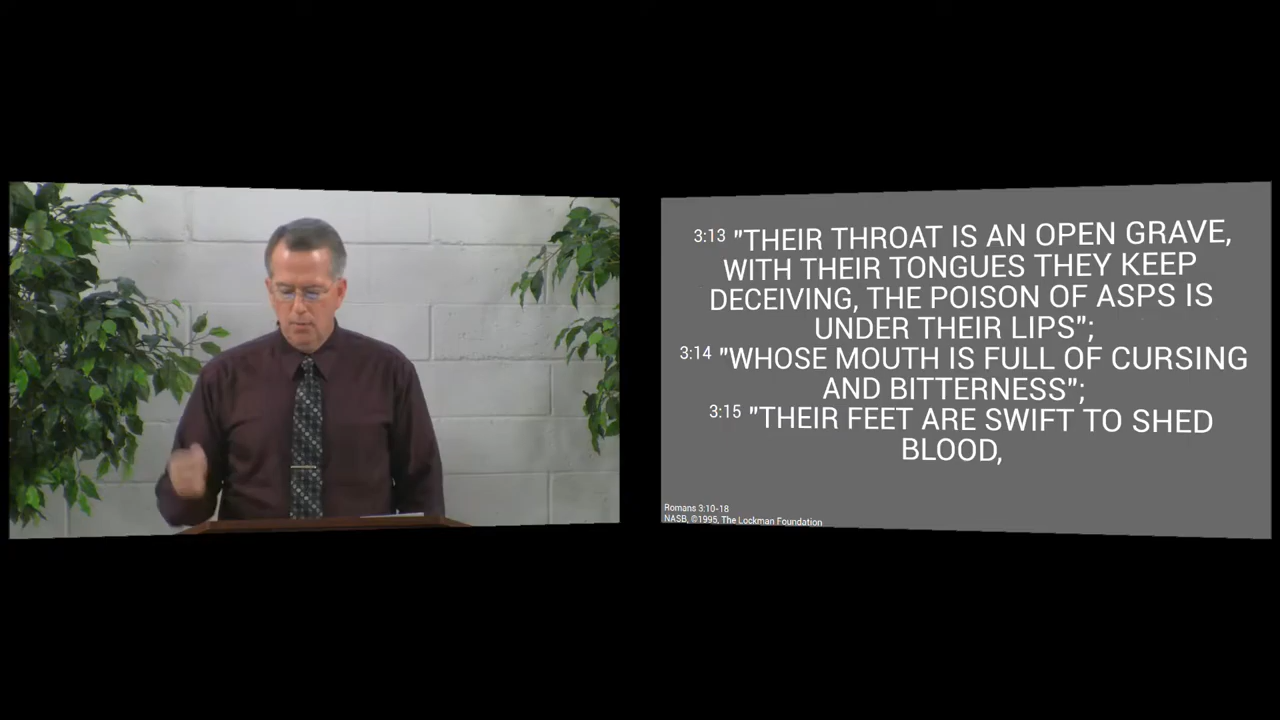 3:13 "THEIR THROAT IS AN OPEN GRAVE,
WITH THEIR TONGUES THEY KEEP
DECEIVING, THE POISON OF ASPS IS
UNDER THEIR LIPS";
3:14 "WHOSE MOUTH IS FULL OF CURSING
AND BITTERNESS";
3:15 "THEIR FEET ARE SWIFT TO SHED
BLOOD,
Romans 3:10-18
NASB, ©1995, The Lockman Foundation